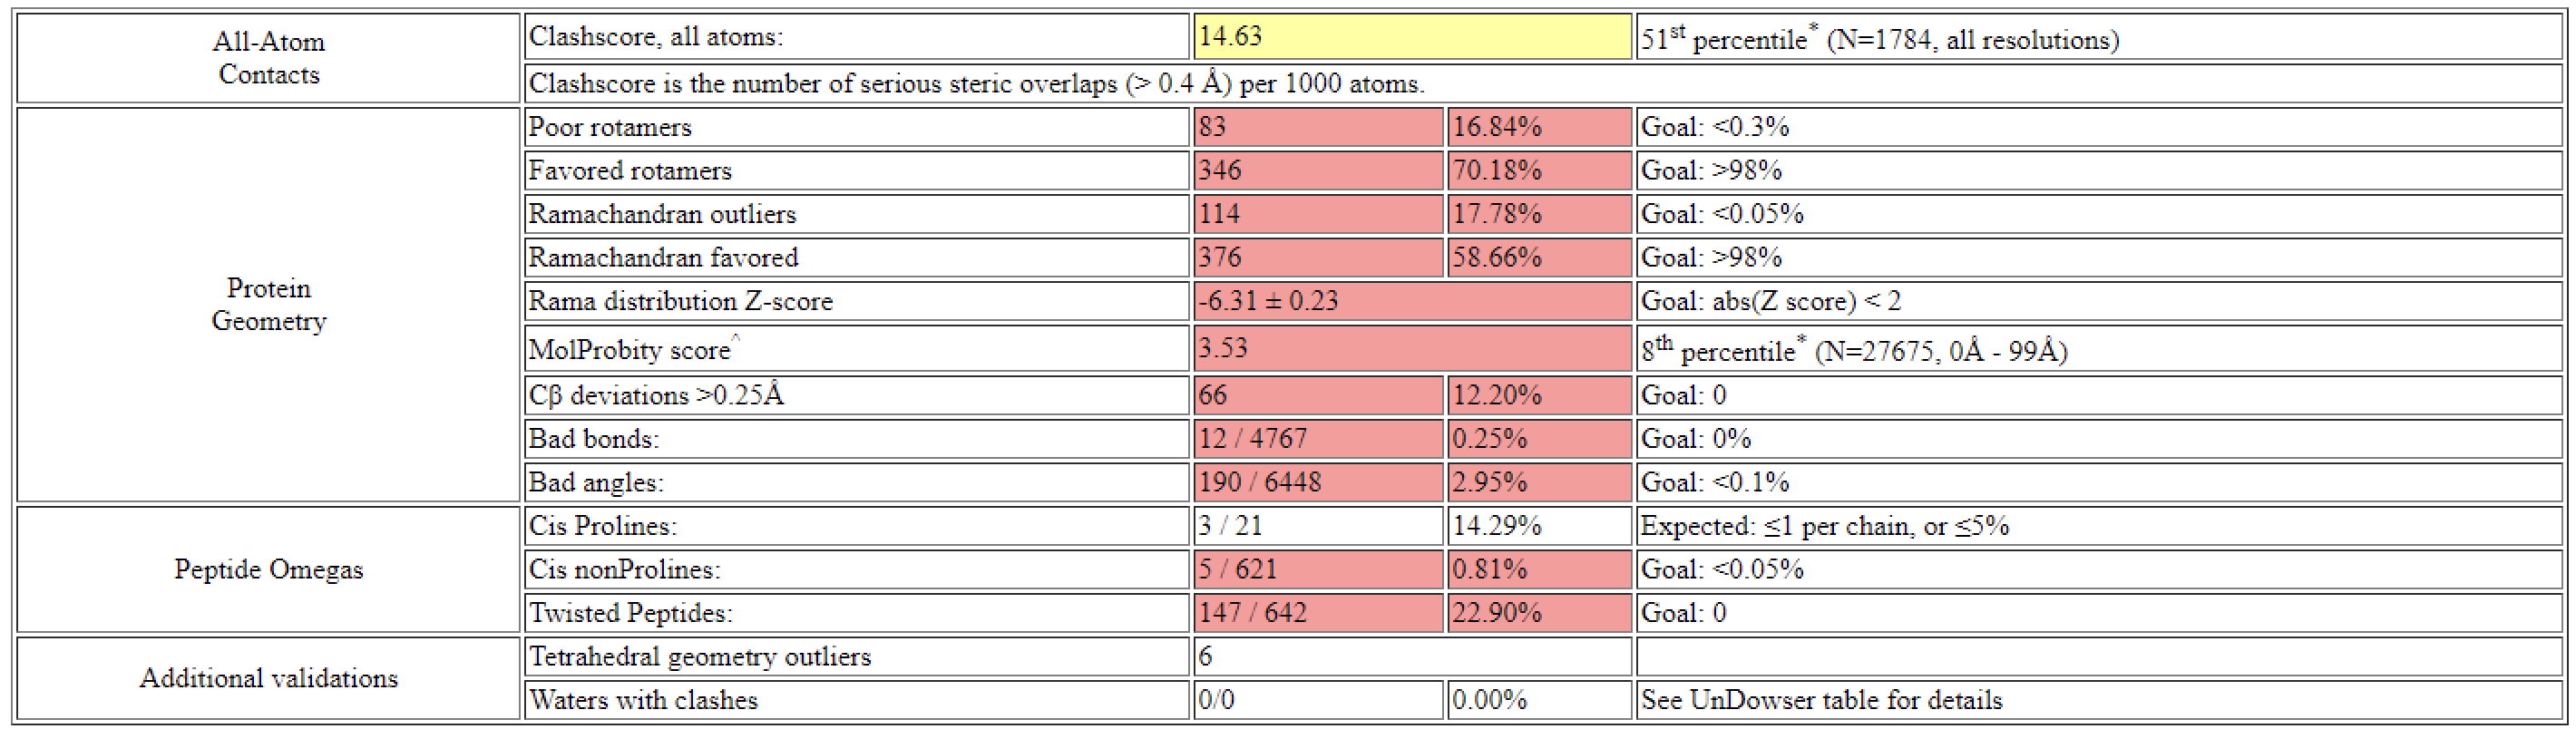 All-Atom
Contacts
Clashscore, all atoms: 14.63 51st percentile* (N=1784, all resolutions)
Clashscore is the number of serious steric overlaps (> 0.4 Å) per 1000 atoms.
Protein
Geometry
Poor rotamers 83 16.84% Goal: <0.3%
Favored rotamers 346 70.18% Goal: >98%
Ramachandran outliers 114 17.78% Goal: <0.05%
Ramachandran favored 376 58.66% Goal: >98%
Rama distribution Z-score -6.31 ± 0.23 Goal: abs(Z score) < 2
MolProbity score^ 3.53 8th percentile* (N=27675, 0Å - 99Å)
Cβ deviations >0.25Å 66 12.20% Goal: 0
Bad bonds: 12 / 4767 0.25% Goal: 0%
Bad angles: 190 / 6448 2.95% Goal: <0.1%
Peptide Omegas
Cis Prolines: 3 / 21 14.29% Expected: ≤1 per chain, or ≤5%
Cis nonProlines: 5 / 621 0.81% Goal: <0.05%
Twisted Peptides: 147 / 642 22.90% Goal: 0
Additional validations
Tetrahedral geometry outliers 6
Waters with clashes 0/0 0.00% See UnDowser table for details